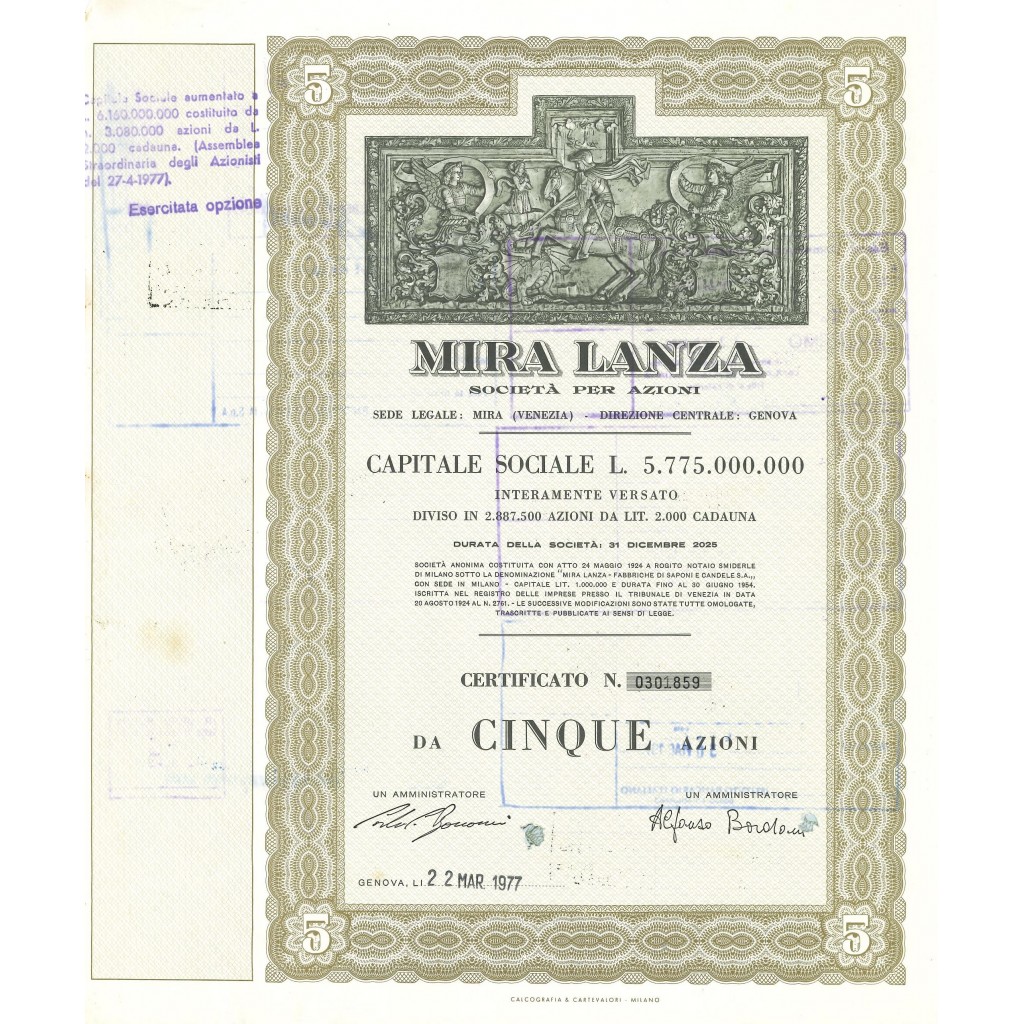 5 5
Capitale Sociale aumentato a
L. 6.160.000.000 costituito da
n. 3.080.000 azioni da L.
2.000 cadauna. (Assemblea
Straordinaria degli Azionisti
del 27-4-1977).
Esercitata opzione
MIRA LANZA
SOCIETÀ PER AZIONI
SEDE LEGALE: MIRA (VENEZIA) - DIREZIONE CENTRALE: GENOVA
CAPITALE SOCIALE L. 5.775.000.000
INTERAMENTE VERSATO
DIVISO IN 2.887.500 AZIONI DA LIT. 2.000 CADAUNA
DURATA DELLA SOCIETÀ: 31 DICEMBRE 2025
SOCIETÀ ANONIMA COSTITUITA CON ATTO 24 MAGGIO 1924 A ROGITO NOTAIO SMIDERLE
DI MILANO SOTTO LA DENOMINAZIONE "MIRA LANZA - FABBRICHE DI SAPONI E CANDELE S.A.,,
CON SEDE IN MILANO - CAPITALE LIT. 1.000.000 E DURATA FINO AL 30 GIUGNO 1954.
ISCRITTA NEL REGISTRO DELLE IMPRESE PRESSO IL TRIBUNALE DI VENEZIA IN DATA
20 AGOSTO 1924 AL N. 2761. - LE SUCCESSIVE MODIFICAZIONI SONO STATE TUTTE OMOLOGATE,
TRASCRITTE E PUBBLICATE AI SENSI DI LEGGE.
CERTIFICATO N. 0301859
DA CINQUE AZIONI
UN AMMINISTRATORE UN AMMINISTRATORE
Alfonso Bordoni
GENOVA, LI 22 MAR 1977
5 5
CALCOGRAFIA & CARTEVALORI - MILANO